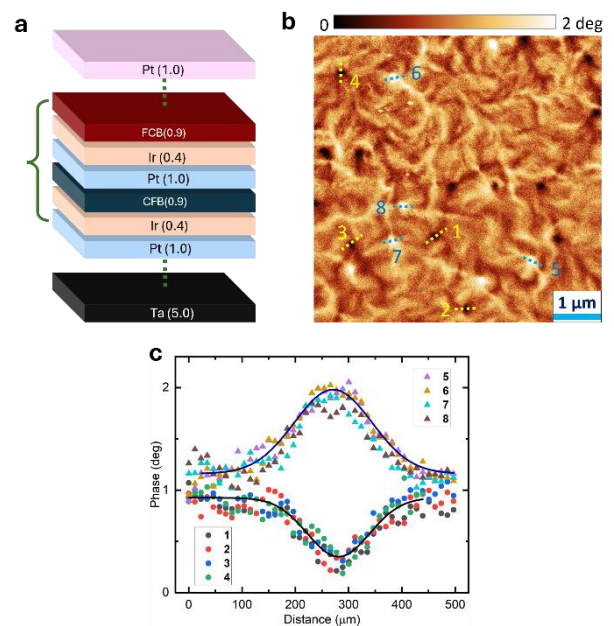 a
Pt (1.0)
FCB(0.9)
Ir (0.4)
Pt (1.0)
CFB(0.9)
Ir (0.4)
Pt (1.0)
Ta (5.0)
b
0
2 deg
4
6
8
3
1
7
5
2
1 μm
c
Phase (deg)
2
1
0
5
6
7
8
1
2
3
4
0 100 200 300 400 500
Distance (μm)